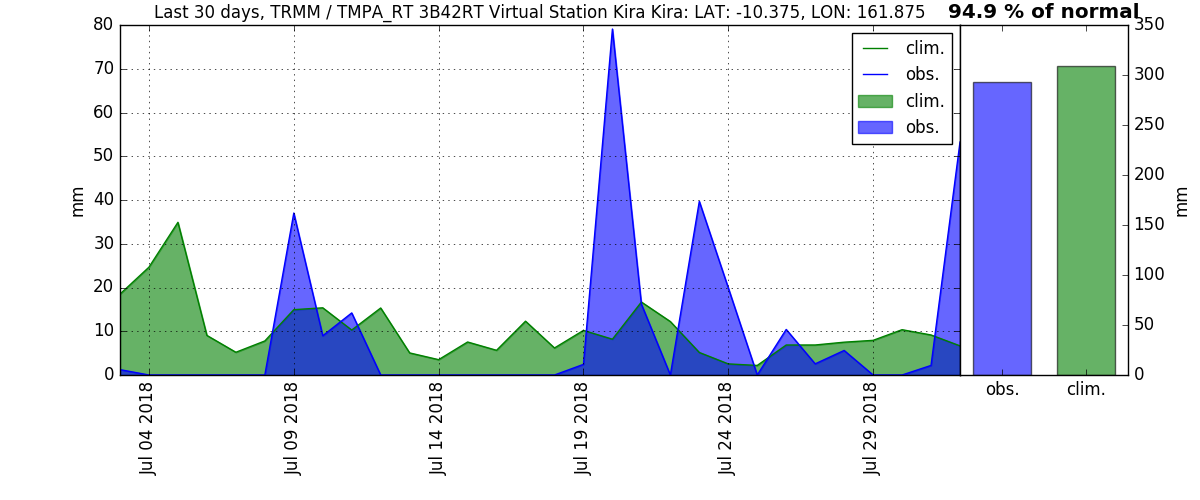 Last 30 days, TRMM / TMPA_RT 3B42RT Virtual Station Kira Kira: LAT: -10.375, LON: 161.875
94.9 % of normal
80
70
60
50
40
30
20
10
0
mm
clim.
obs.
clim.
obs.
Jul 04 2018
Jul 09 2018
Jul 14 2018
Jul 19 2018
Jul 24 2018
Jul 29 2018
350
300
250
200
150
100
50
0
mm
obs.
clim.